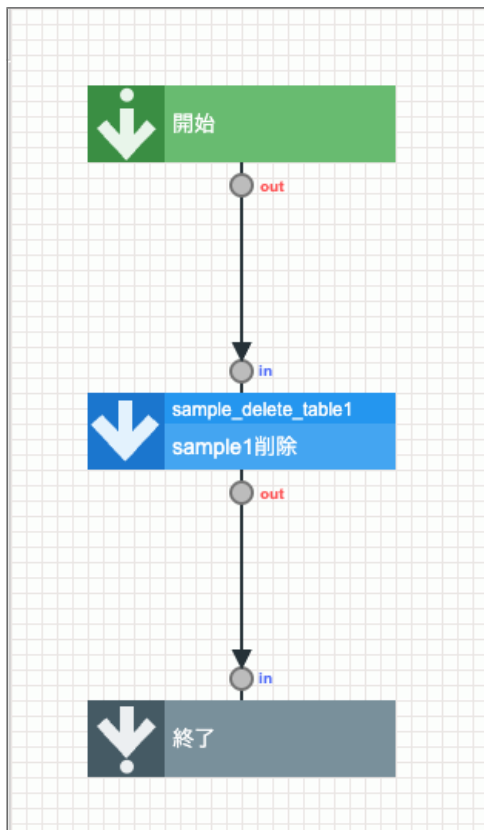 開始
out
in
sample_delete_table1
sample1削除
out
in
終了